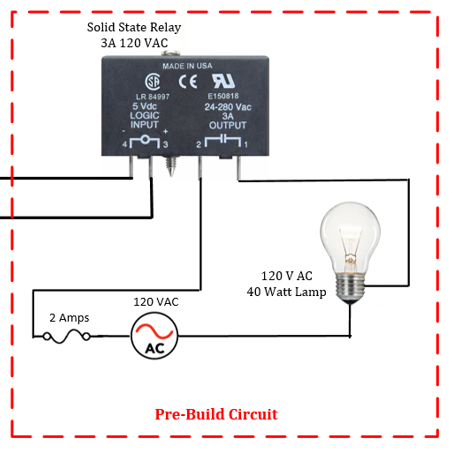 Solid State Relay
3A 120 VAC
MADE IN USA
LR 84997
E150818
5 Vdc
LOGIC
INPUT
24-280 Vac
3A
OUTPUT
- +
4 3 2 1
120 V AC
40 Watt Lamp
2 Amps
120 VAC
AC
Pre-Build Circuit